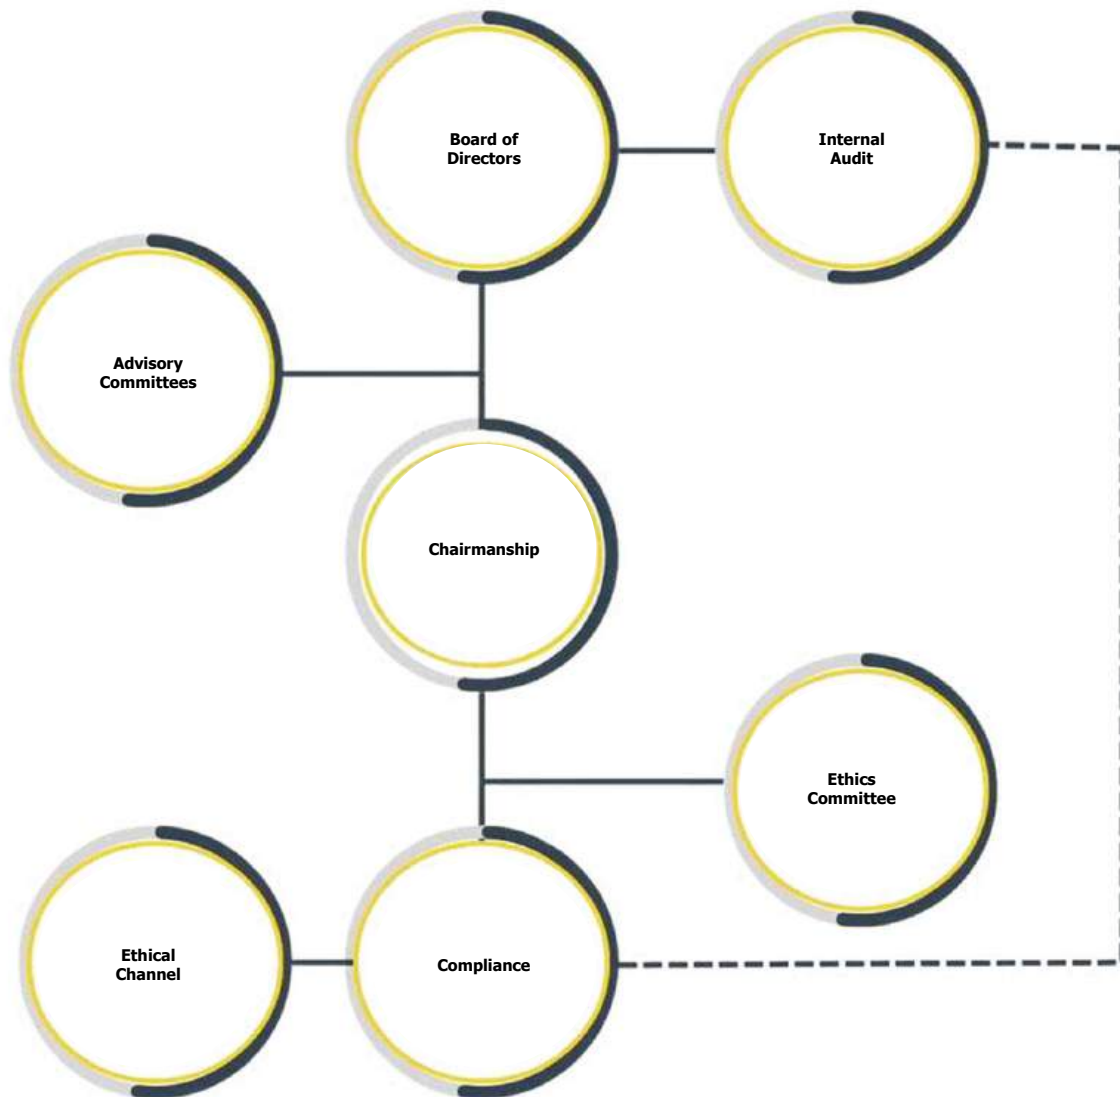 Board of
Directors
Internal
Audit
Advisory
Committees
Chairmanship
Ethics
Committee
Ethical
Channel
Compliance